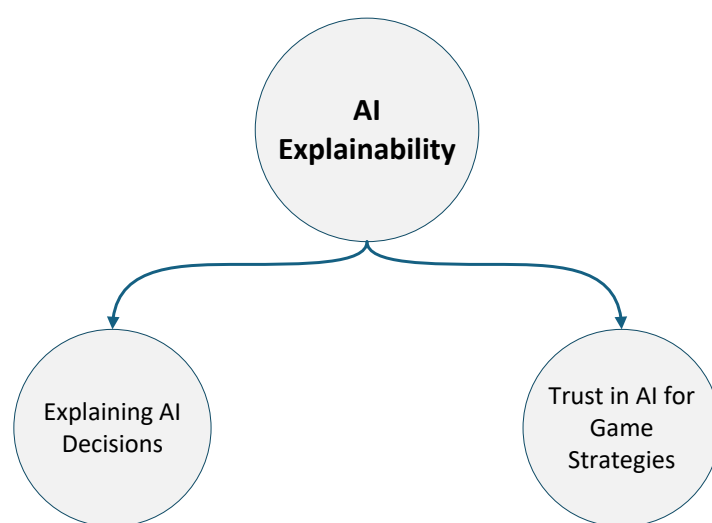 AI
Explainability
Explaining AI
Decisions
Trust in AI for
Game
Strategies